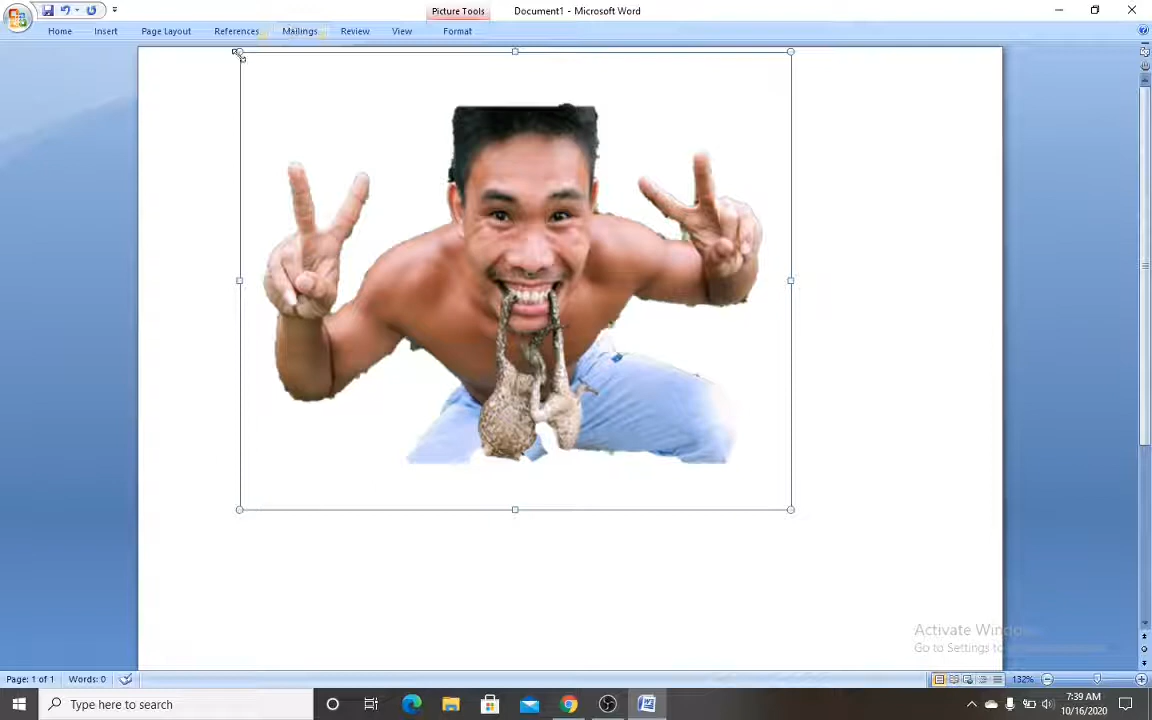 Picture Tools
Document1 - Microsoft Word
Home Insert Page Layout References Mailings Review View Format
Activate Windo
Go to Settings to
Page: 1 of 1 Words: 0 132%
Type here to search
7:39 AM
10/16/2020